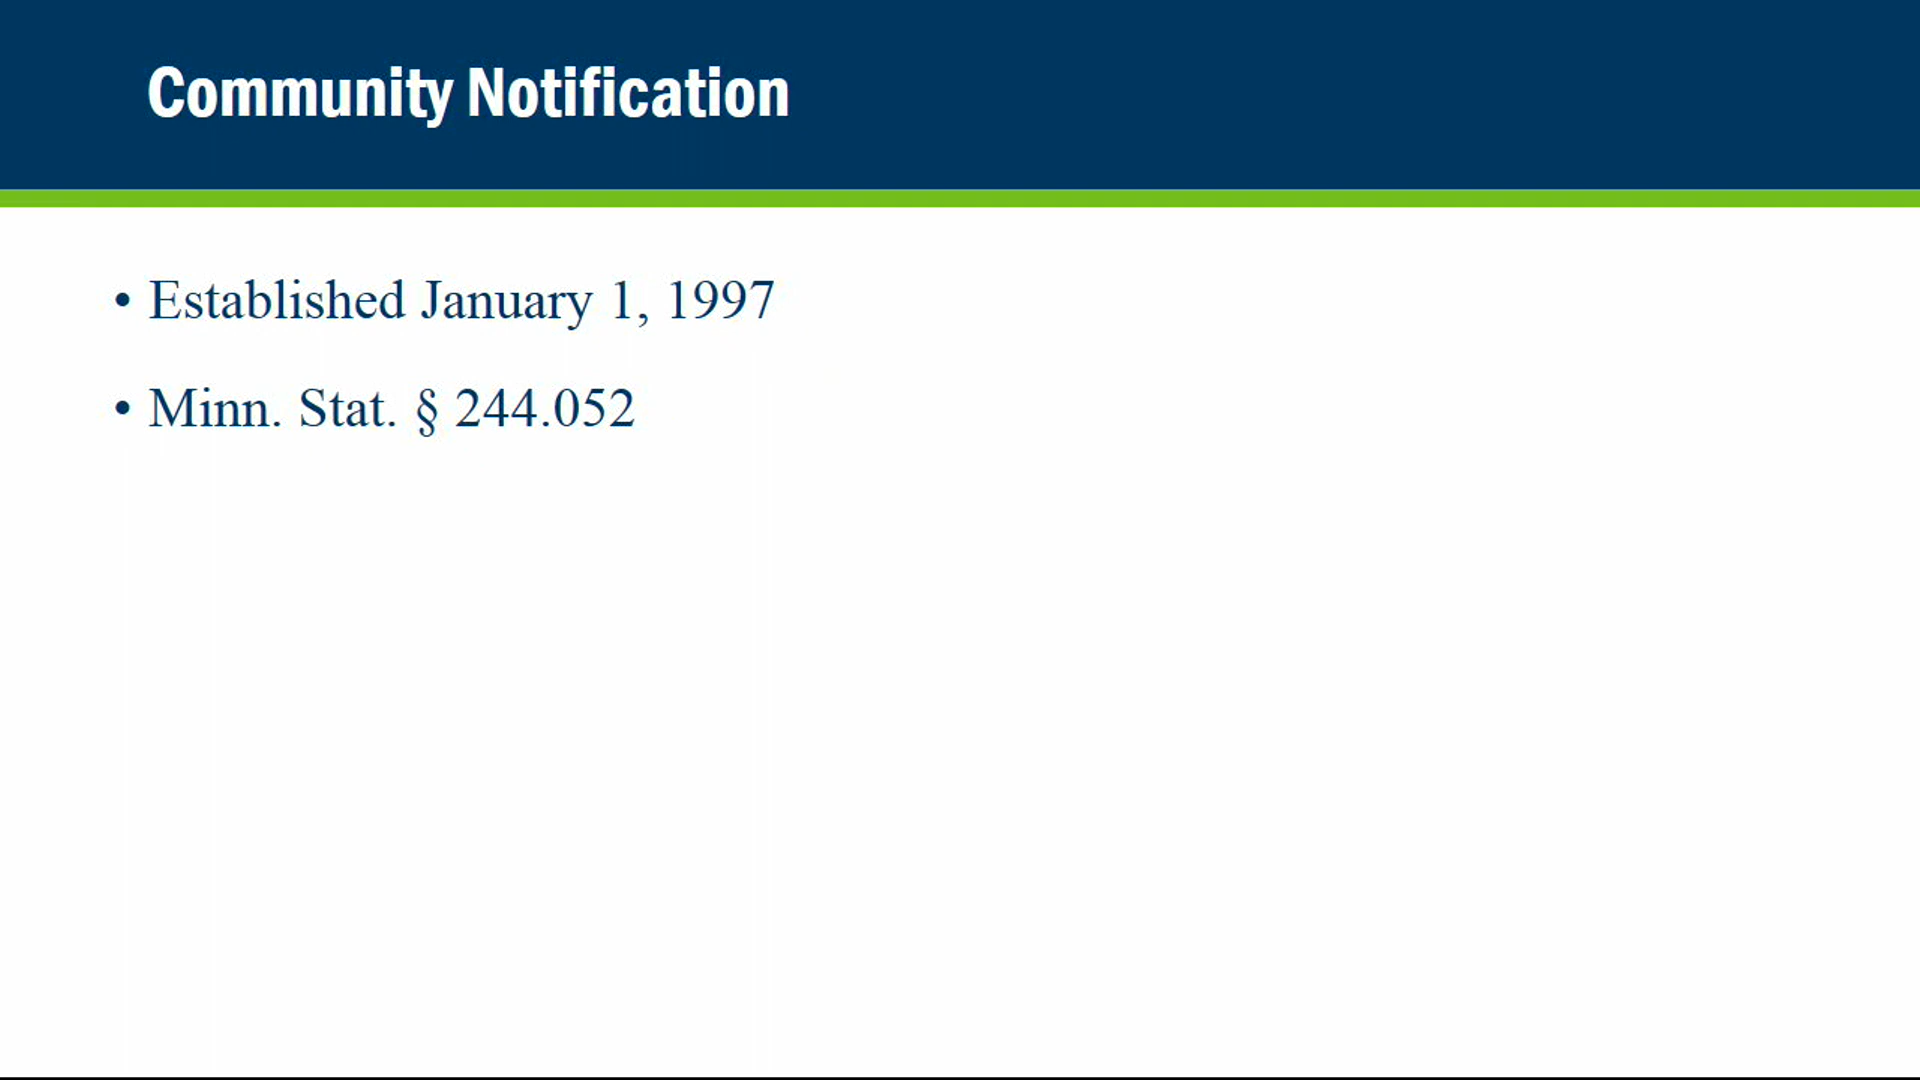 Community Notification
• Established January 1, 1997
• Minn. Stat. § 244.052